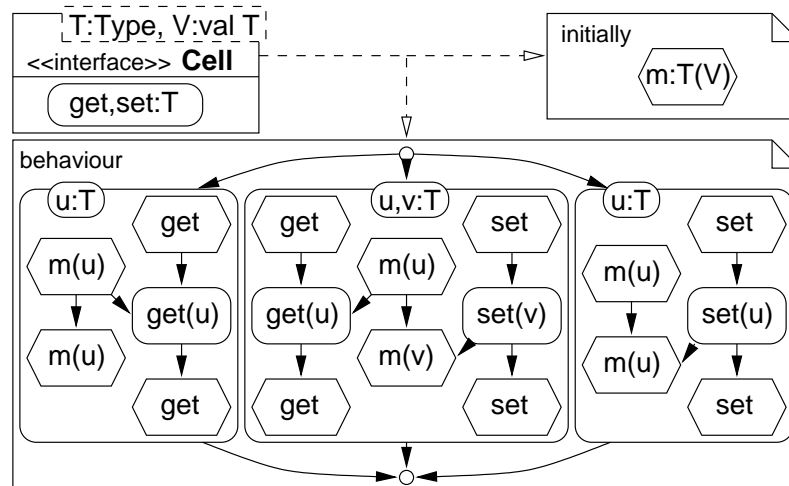 T:Type, V:val T
<<interface>> Cell
get,set:T
initially
m:T(V)
behaviour
u:T
get
m(u)
get(u)
m(u)
get
u,v:T
get
m(u)
set
get(u)
set(v)
m(v)
get
set
u:T
set
m(u)
set(u)
m(u)
set